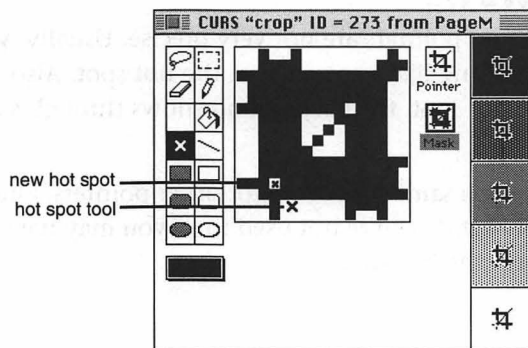 CURS “crop” ID = 273 from PageM
Pointer
Mask
new hot spot
hot spot tool